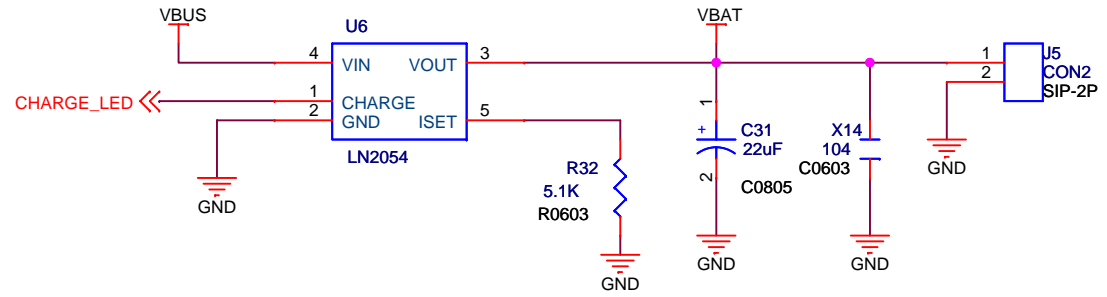 VBUS
U6
VBAT
4
VIN
VOUT
3
1
J5
CON2
SIP-2P
2
CHARGE_LED
1
CHARGE
2
GND
ISET
5
LN2054
1
+
C31
22uF
C0805
2
X14
104
C0603
R32
5.1K
R0603
GND
GND
GND
GND
GND